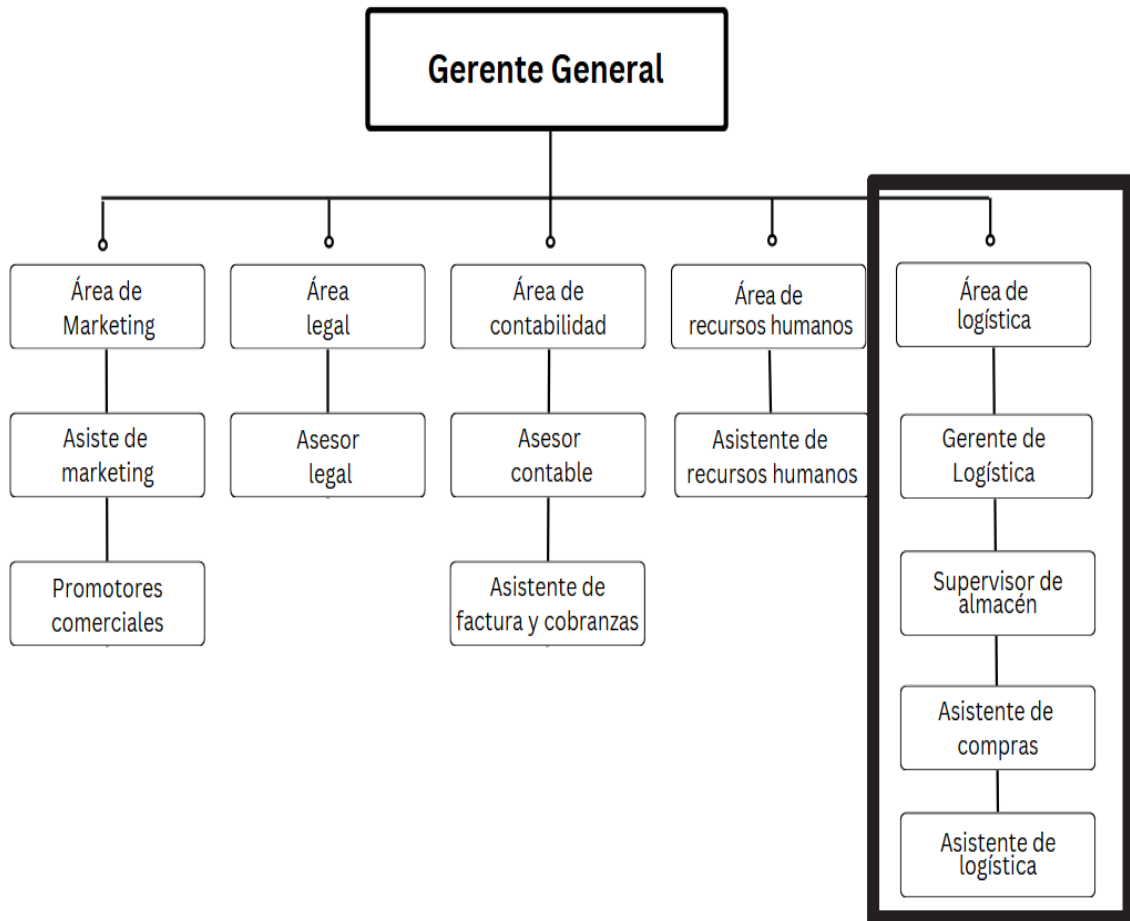 Gerente General
Área de
Marketing
Área
legal
Área de
contabilidad
Área de
recursos humanos
Área de
logística
Asiste de
marketing
Asesor
legal
Asesor
contable
Asistente de
recursos humanos
Gerente de
Logística
Promotores
comerciales
Asistente de
factura y cobranzas
Supervisor de
almacén
Asistente de
compras
Asistente de
logística